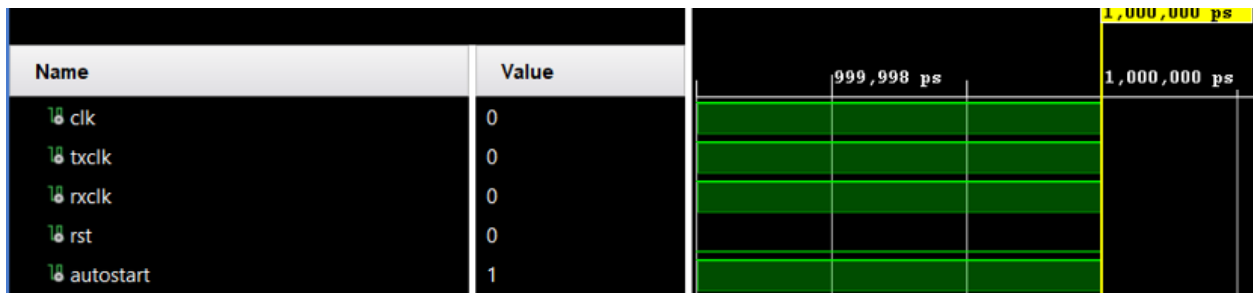 1,000,000 ps
Name Value
999,998 ps 1,000,000 ps
clk 0
txclk 0
rxclk 0
rst 0
autostart 1